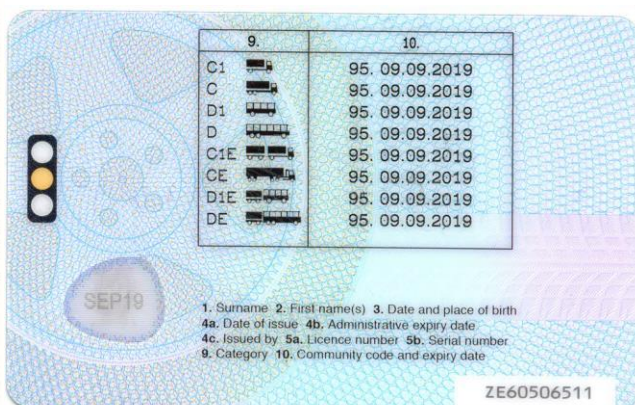 9. 10.
C1 95. 09.09.2019
C 95. 09.09.2019
D1 95. 09.09.2019
D 95. 09.09.2019
C1E 95. 09.09.2019
CE 95. 09.09.2019
D1E 95. 09.09.2019
DE 95. 09.09.2019
SEP19
1. Surname 2. First name(s) 3. Date and place of birth
4a. Date of issue 4b. Administrative expiry date
4c. Issued by 5a. Licence number 5b. Serial number
9. Category 10. Community code and expiry date
ZE60506511